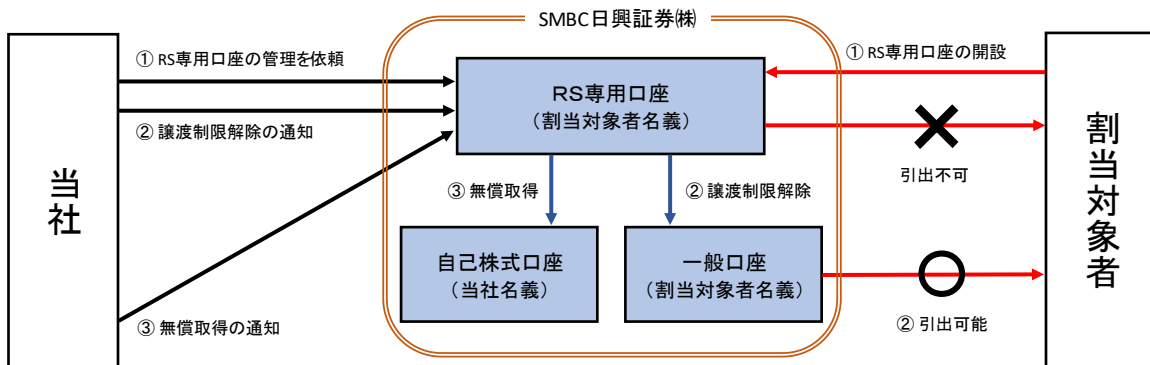 SMBC日興証券㈱
当社
① RS専用口座の管理を依頼
② 譲渡制限解除の通知
③ 無償取得の通知
RS専用口座
（割当対象者名義）
③ 無償取得
② 譲渡制限解除
自己株式口座
（当社名義）
一般口座
（割当対象者名義）
① RS専用口座の開設
引出不可
② 引出可能
割当対象者